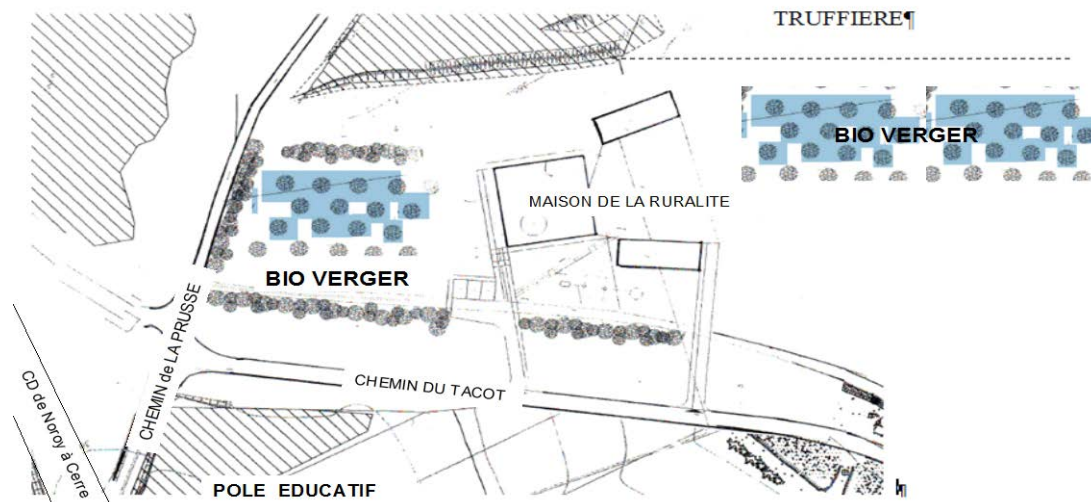 TRUFFIERE¶
BIO VERGER
MAISON DE LA RURALITE
BIO VERGER
CHEMIN de LA PRUSSE
CHEMIN DU TACOT
CD de Noroy à Cerre
POLE EDUCATIF
¶